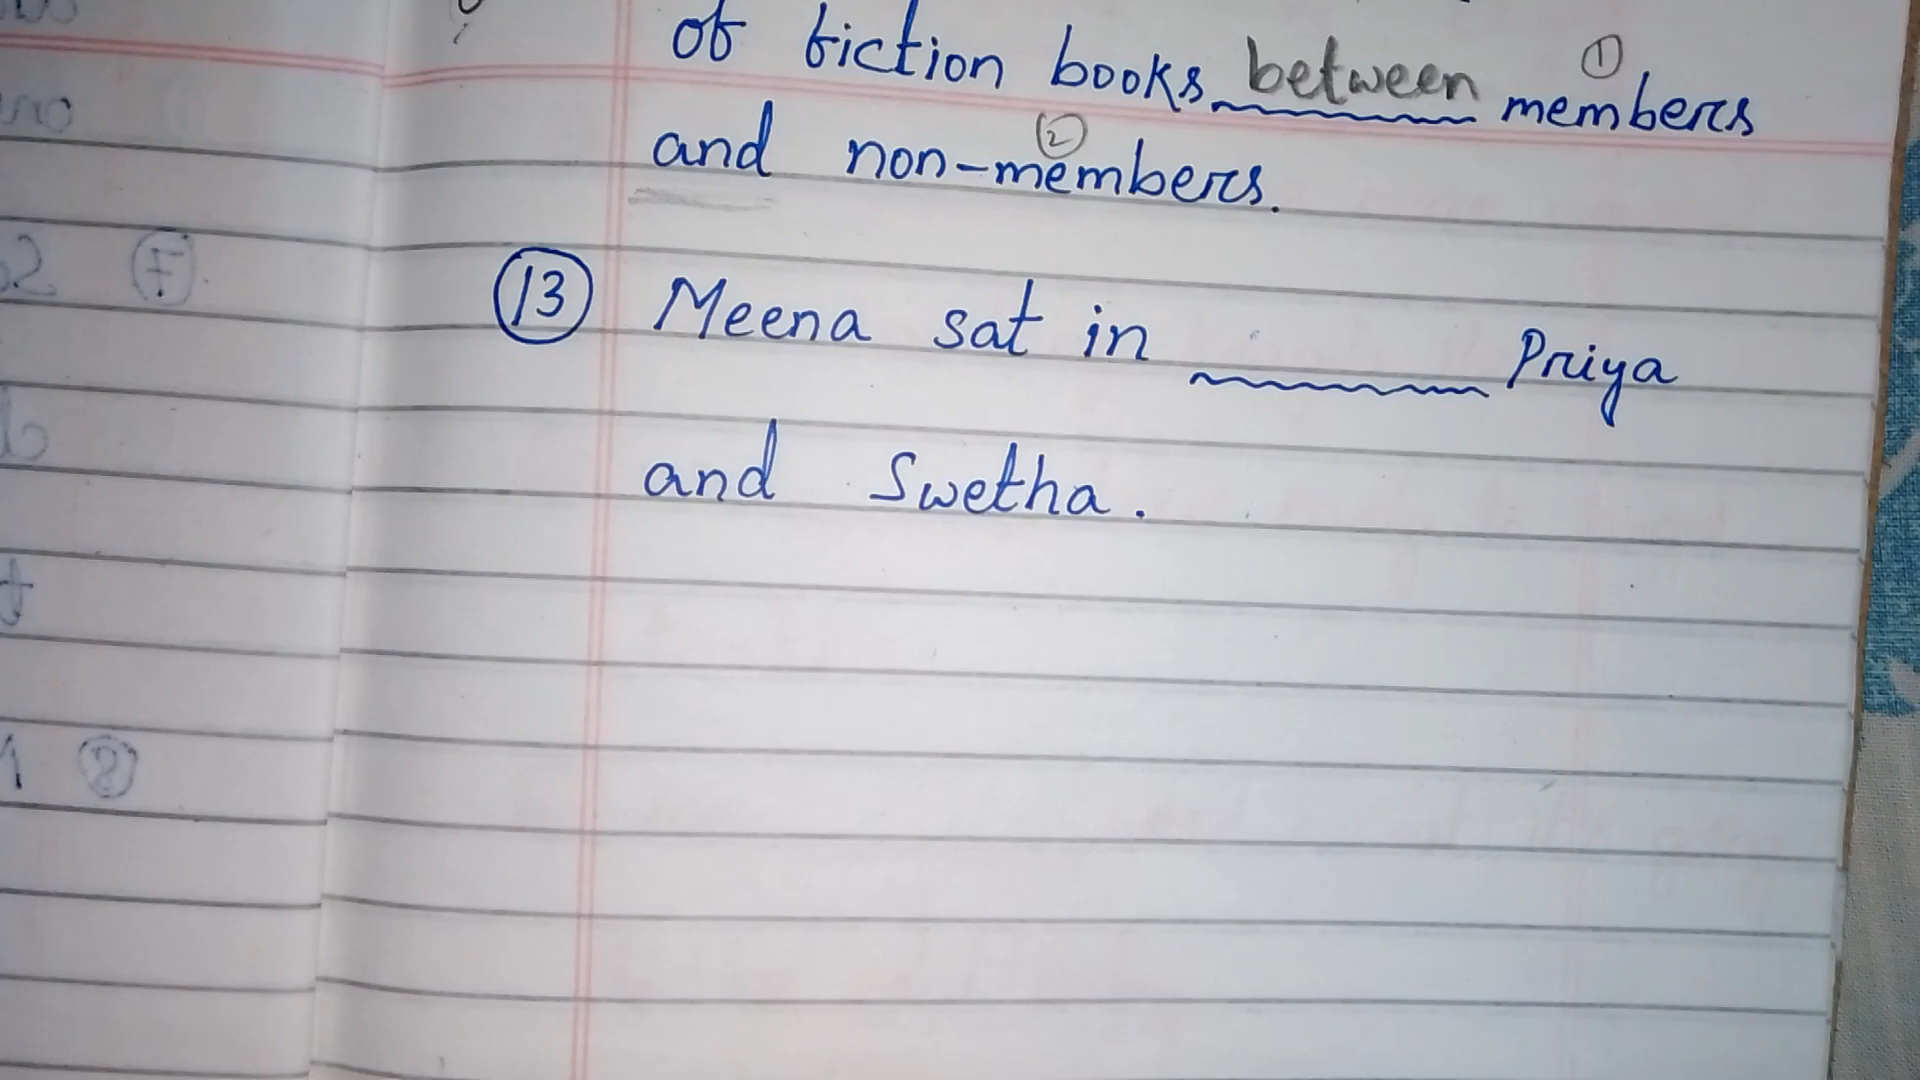 of fiction books between members
①
and non-members.
②
⑬ Meena sat in ______ Priya
and Swetha.